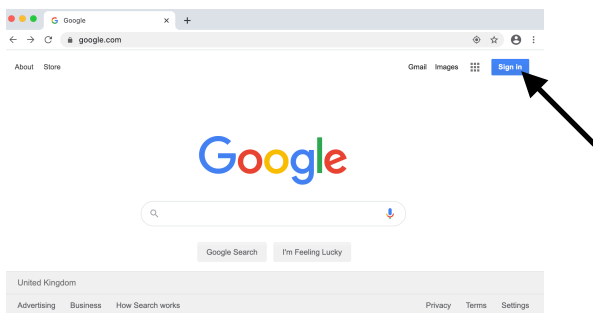 Google
google.com
About Store Gmail Images Sign in
Google
Google Search I'm Feeling Lucky
United Kingdom
Advertising Business How Search works Privacy Terms Settings